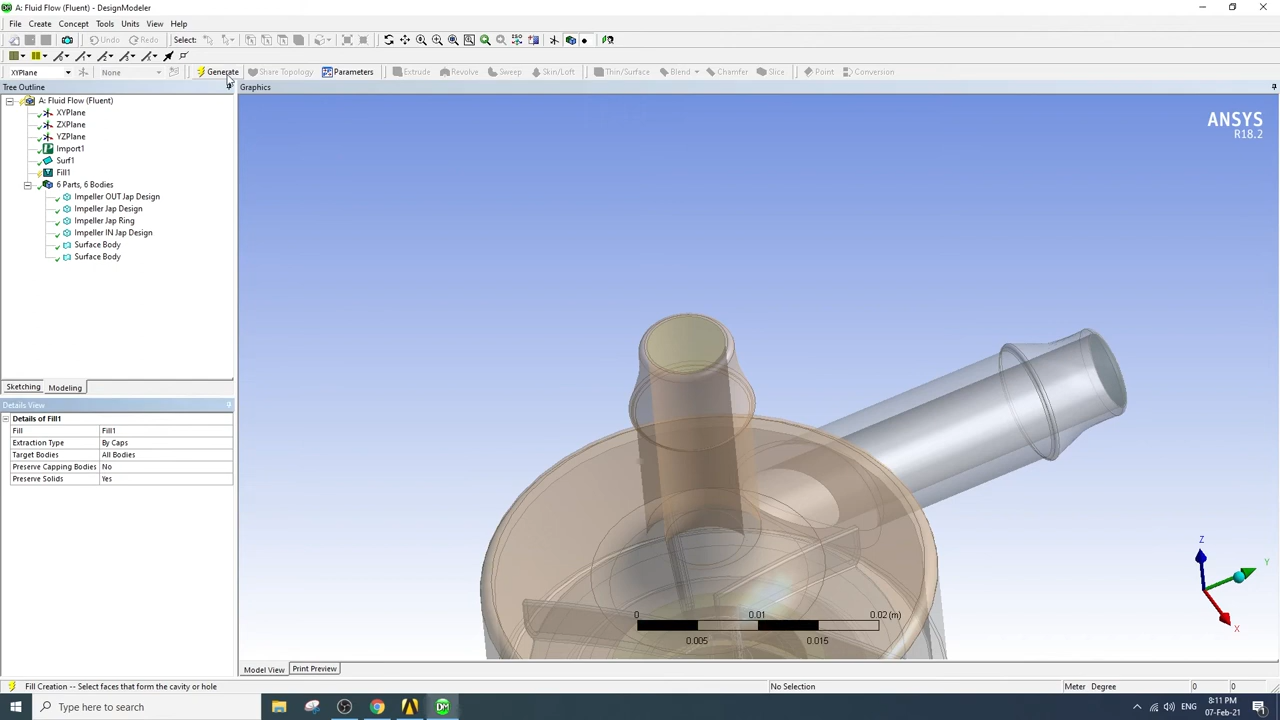 A: Fluid Flow (Fluent) - DesignModeler
File Create Concept Tools Units View Help
Undo Redo Select:
XYPlane None Generate Share Topology Parameters Extrude Revolve Sweep Skin/Loft Thin/Surface Blend Chamfer Slice Point Conversion
Tree Outline
Graphics
A: Fluid Flow (Fluent)
XYPlane
ZXPlane
YZPlane
Import1
Surf1
Fill1
6 Parts, 6 Bodies
Impeller OUT Jap Design
Impeller Jap Design
Impeller Jap Ring
Impeller IN Jap Design
Surface Body
Surface Body
ANSYS
R18.2
Sketching Modeling
Details View
Details of Fill1
Fill Fill1
Extraction Type By Caps
Target Bodies All Bodies
Preserve Capping Bodies No
Preserve Solids Yes
Z
Y
X
0 0.01 0.02 (m)
0.005 0.015
Model View Print Preview
Fill Creation -- Select faces that form the cavity or hole No Selection Meter Degree 0 0
Type here to search
DM
ENG
8:11 PM
07-Feb-21